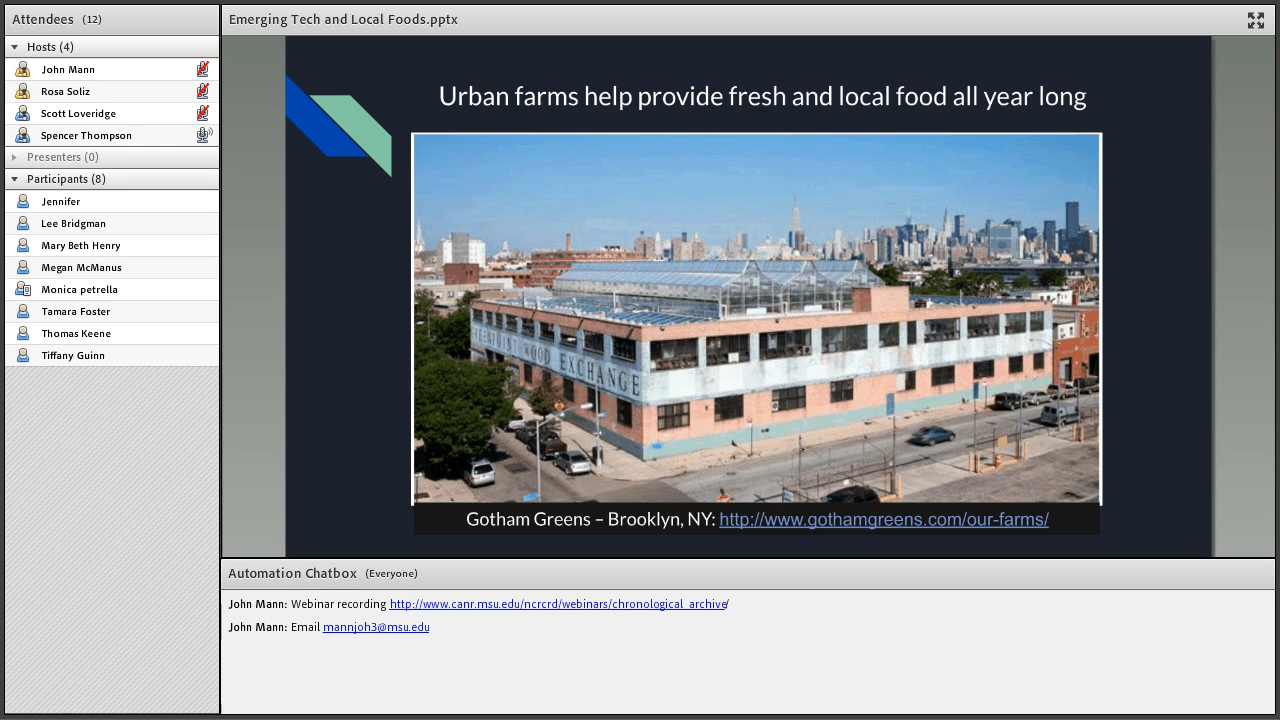 Attendees (12)
Hosts (4)
John Mann
Rosa Soliz
Scott Loveridge
Spencer Thompson
Presenters (0)
Participants (8)
Jennifer
Lee Bridgman
Mary Beth Henry
Megan McManus
Monica petrella
Tamara Foster
Thomas Keene
Tiffany Guinn
Emerging Tech and Local Foods.pptx
Urban farms help provide fresh and local food all year long
GREENPOINT WOOD EXCHANGE
Gotham Greens – Brooklyn, NY: http://www.gothamgreens.com/our-farms/
Automation Chatbox (Everyone)
John Mann: Webinar recording http://www.canr.msu.edu/ncrcrd/webinars/chronological_archive/
John Mann: Email mannjoh3@msu.edu